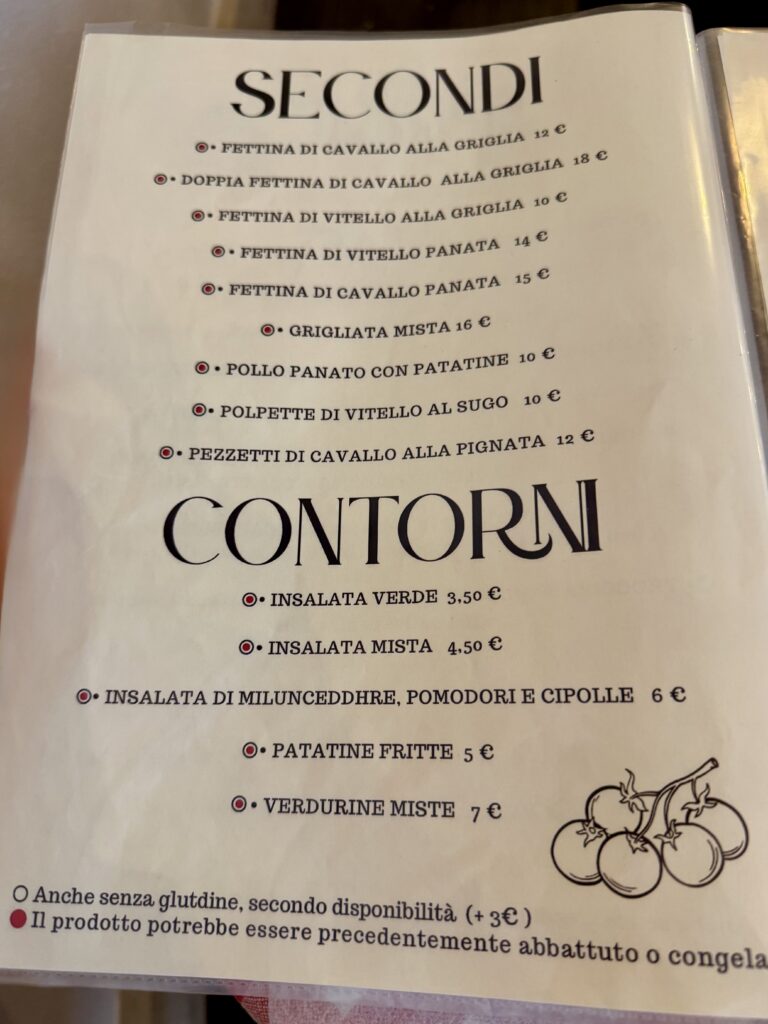 SECONDI
• FETTINA DI CAVALLO ALLA GRIGLIA 12 €
• DOPPIA FETTINA DI CAVALLO ALLA GRIGLIA 18 €
• FETTINA DI VITELLO ALLA GRIGLIA 10 €
• FETTINA DI VITELLO PANATA 14 €
• FETTINA DI CAVALLO PANATA 15 €
• GRIGLIATA MISTA 16 €
• POLLO PANATO CON PATATINE 10 €
• POLPETTE DI VITELLO AL SUGO 10 €
• PEZZETTI DI CAVALLO ALLA PIGNATA 12 €
CONTORNI
• INSALATA VERDE 3,50 €
• INSALATA MISTA 4,50 €
• INSALATA DI MILUNCEDDHRE, POMODORI E CIPOLLE 6 €
• PATATINE FRITTE 5 €
• VERDURINE MISTE 7 €
Anche senza glutdine, secondo disponibilità (+ 3€ )
Il prodotto potrebbe essere precedentemente abbattuto o congela